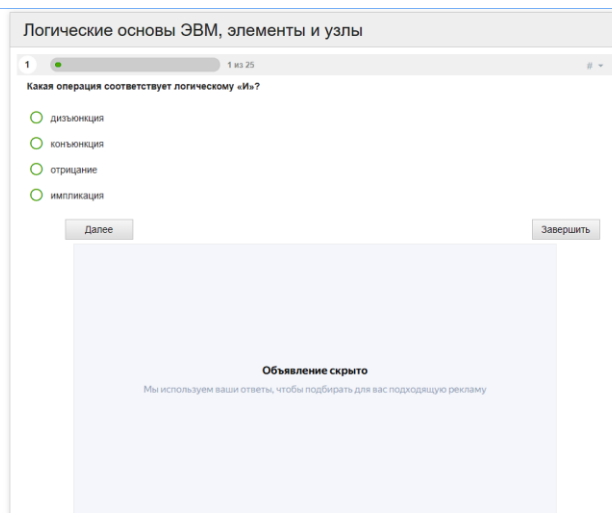 Логические основы ЭВМ, элементы и узлы
1
1 из 25
# 
Какая операция соответствует логическому «И»?
дизъюнкция
конъюнкция
отрицание
импликация
Далее
Завершить
Объявление скрыто
Мы используем ваши ответы, чтобы подбирать для вас подходящую рекламу